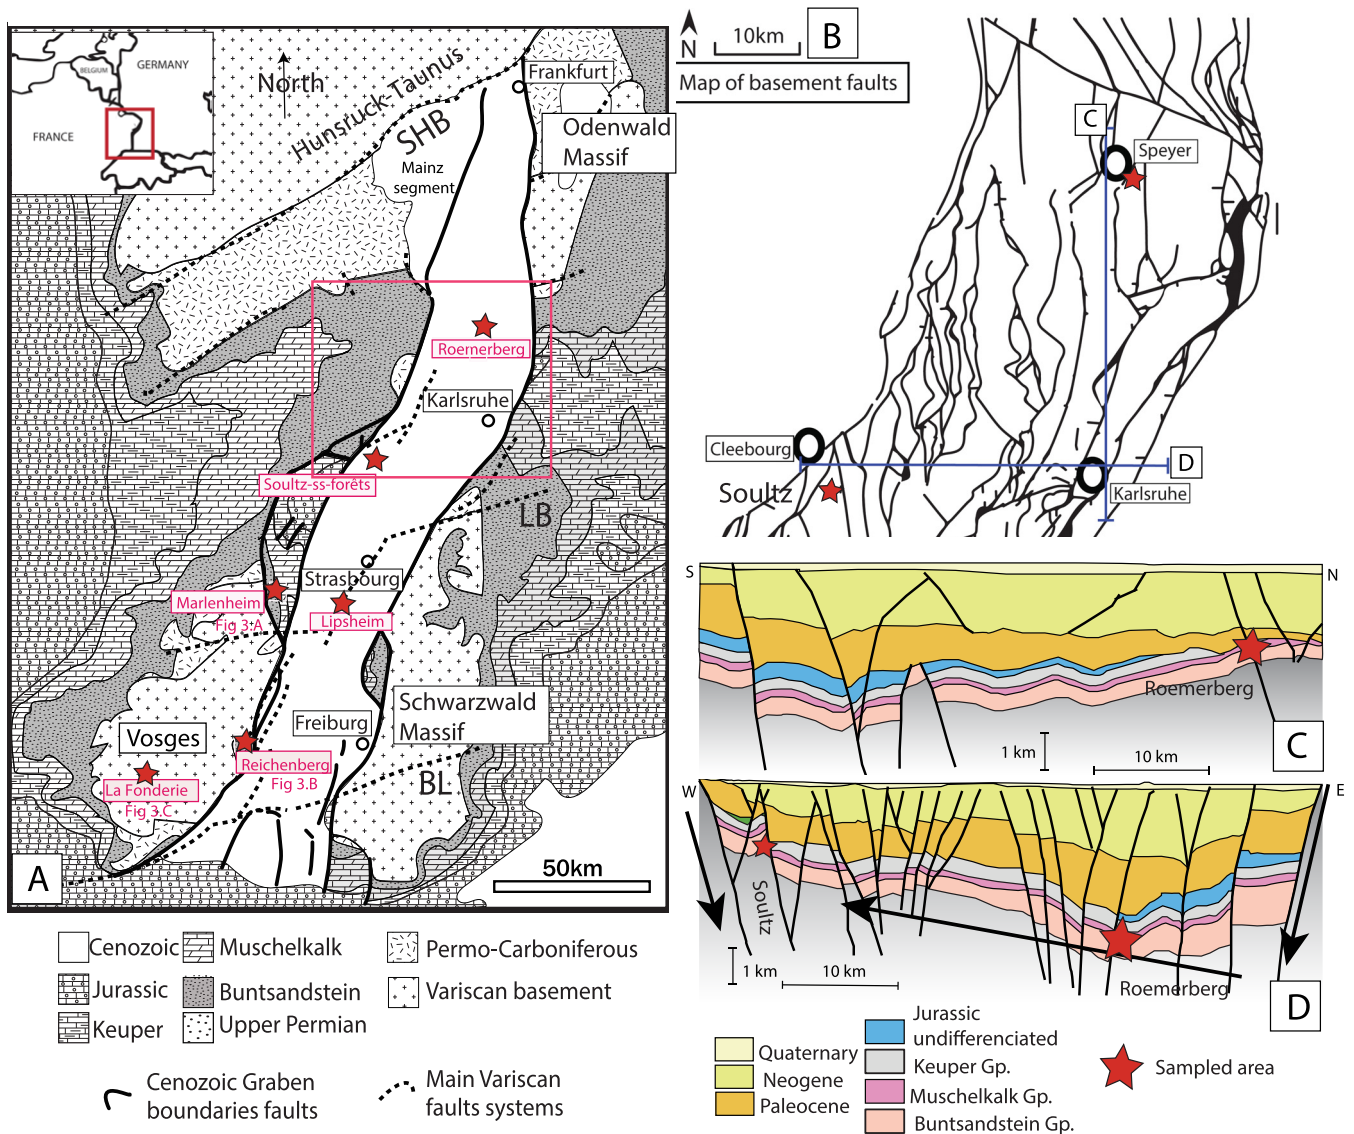 BELGIUM
GERMANY
FRANCE
North
Hunsruck-Taunus
SHB
Mainz
segment
Frankfurt
Odenwald
Massif
Roemerberg
Karlsruhe
Soultz-ss-forêts
LB
Strasbourg
Marlenheim
Fig 3.A
Lipsheim
Schwarzwald
Massif
Freiburg
Vosges
Reichenberg
Fig 3.B
La Fonderie
Fig 3.C
BL
A
50km
Cenozoic
Muschelkalk
Permo-Carboniferous
Jurassic
Buntsandstein
Variscan basement
Keuper
Upper Permian
Cenozoic Graben
boundaries faults
Main Variscan
faults systems
N
10km
B
Map of basement faults
C
Speyer
Cleebourg
D
Soultz
Karlsruhe
S
N
Roemerberg
1 km
10 km
C
W
E
Soultz
1 km
10 km
Roemerberg
D
Quaternary
Neogene
Paleocene
Jurassic
undifferenciated
Keuper Gp.
Muschelkalk Gp.
Buntsandstein Gp.
Sampled area